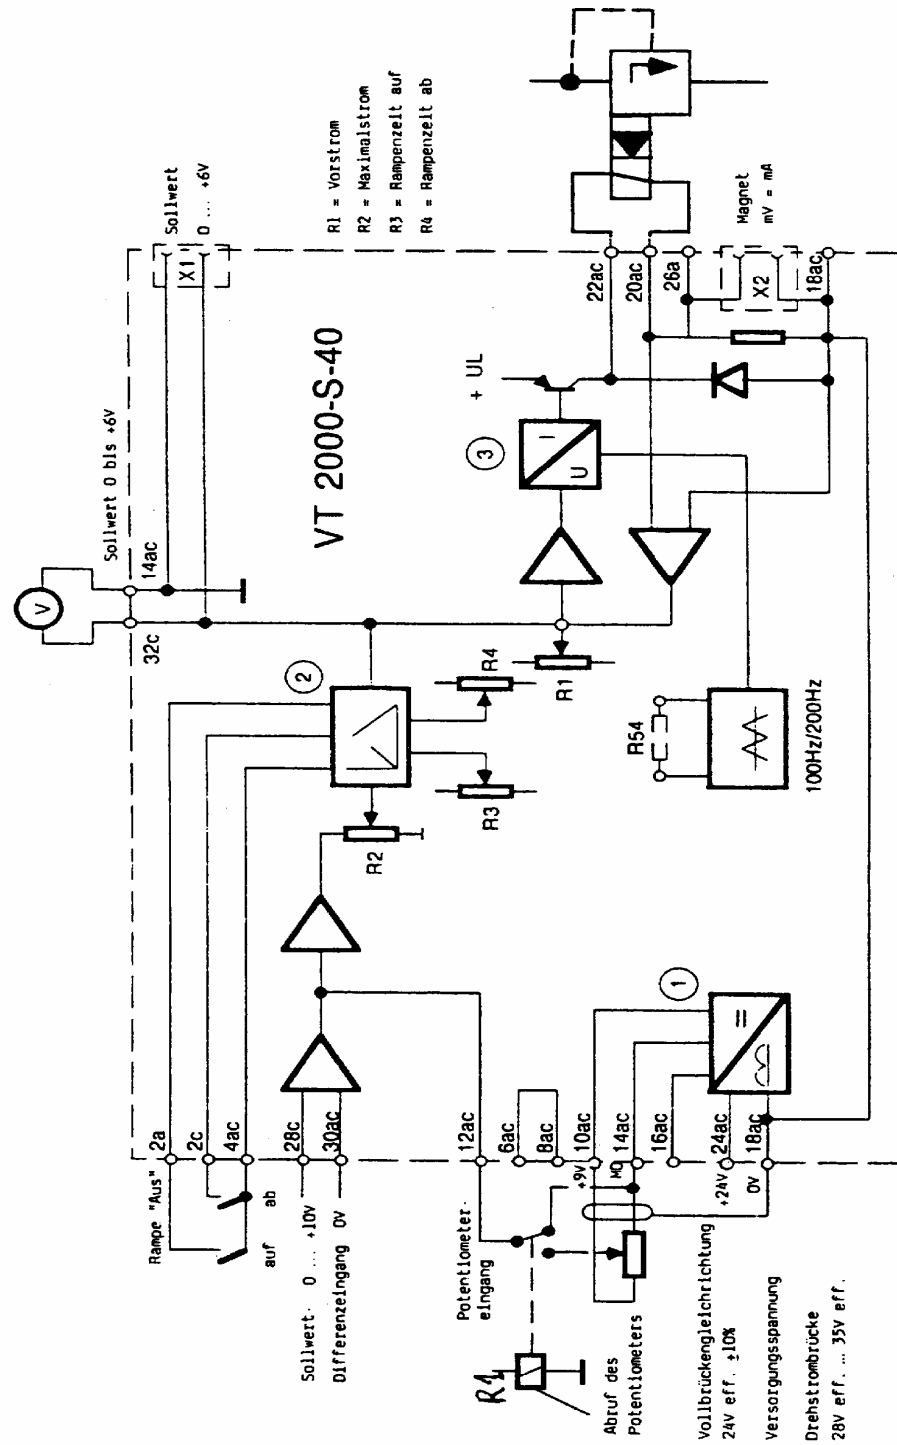 Rampe "Aus"
auf
ab
Sollwert· 0 ... +10V
Differenzeingang 0V
Potentiometer-
eingang
R1
Abruf des
Potentiometers
Vollbrückengleichrichtung
24V eff. ±10%
Versorgungsspannung
Drehstrombrücke
28V eff. ... 35V eff.
2a
2c
4ac
28c
30ac
12ac
6ac
8ac
10ac
14ac
16ac
24ac
18ac
+9V
M0
+24V
0V
1
=
R2
R3
R4
2
R1
R54
100Hz/200Hz
V
32c
14ac
Sollwert 0 bis +6V
VT 2000-S-40
3
U
I
+ UL
X1
Sollwert
0 ... +6V
R1 = Vorstrom
R2 = Maximalstrom
R3 = Rampenzeit auf
R4 = Rampenzeit ab
22ac
20ac
26a
X2
18ac
Magnet
mV = mA